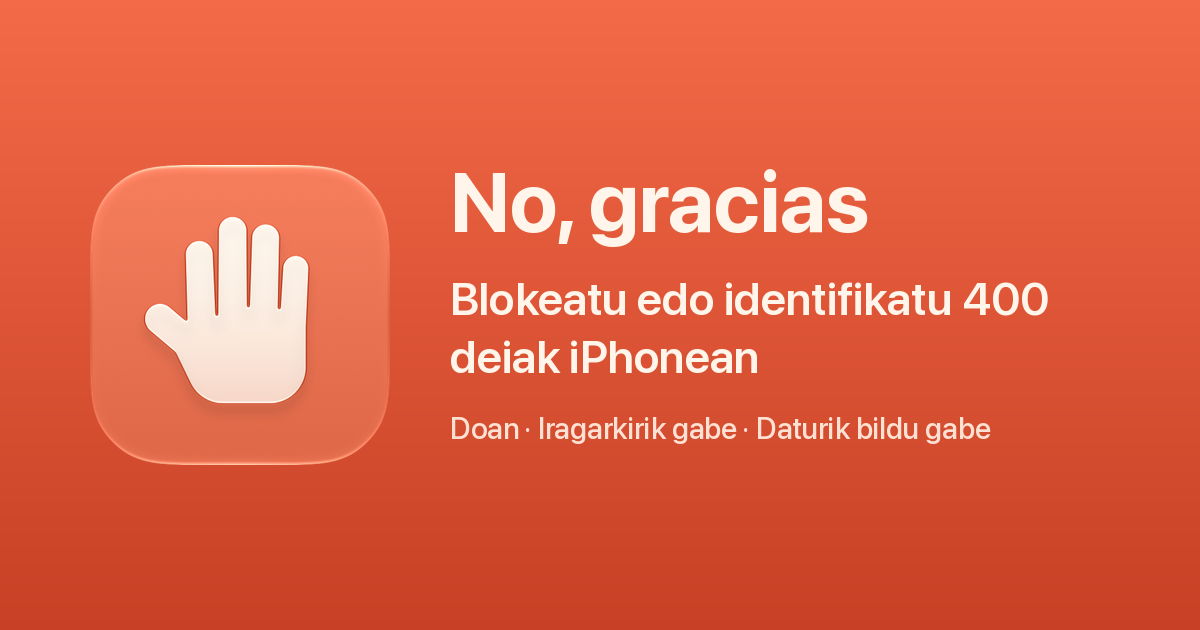 No, gracias
Blokeatu edo identifikatu 400
deiak iPhonean
Doan · Iragarkirik gabe · Daturik bildu gabe